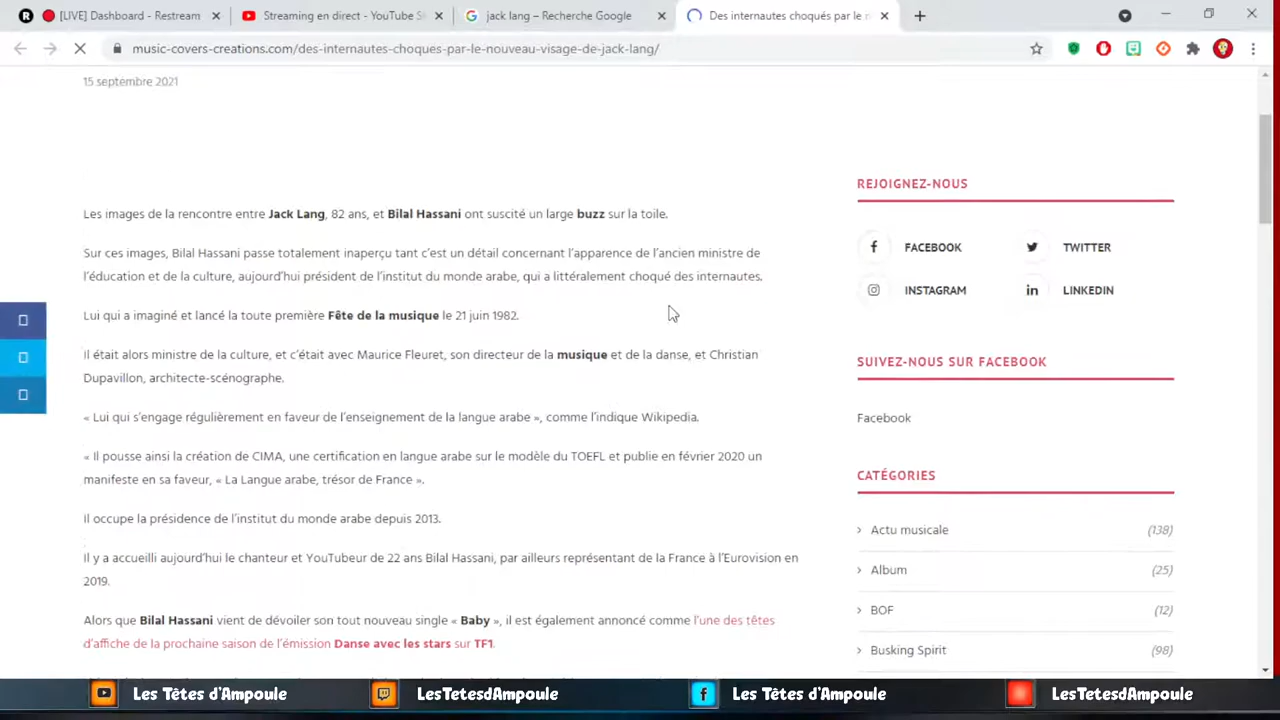 [LIVE] Dashboard - Restream
Streaming en direct - YouTube S
jack lang – Recherche Google
Des internautes choqués par le n
music-covers-creations.com/des-internautes-choques-par-le-nouveau-visage-de-jack-lang/
15 septembre 2021
Les images de la rencontre entre Jack Lang, 82 ans, et Bilal Hassani ont suscité un large buzz sur la toile.
Sur ces images, Bilal Hassani passe totalement inaperçu tant c’est un détail concernant l’apparence de l’ancien ministre de
l’éducation et de la culture, aujourd’hui président de l’institut du monde arabe, qui a littéralement choqué des internautes.
Lui qui a imaginé et lancé la toute première Fête de la musique le 21 juin 1982.
Il était alors ministre de la culture, et c’était avec Maurice Fleuret, son directeur de la musique et de la danse, et Christian
Dupavillon, architecte-scénographe.
« Lui qui s’engage régulièrement en faveur de l’enseignement de la langue arabe », comme l’indique Wikipedia.
« Il pousse ainsi la création de CIMA, une certification en langue arabe sur le modèle du TOEFL et publie en février 2020 un
manifeste en sa faveur, « La Langue arabe, trésor de France ».
Il occupe la présidence de l’institut du monde arabe depuis 2013.
Il y a accueilli aujourd’hui le chanteur et YouTubeur de 22 ans Bilal Hassani, par ailleurs représentant de la France à l’Eurovision en
2019.
Alors que Bilal Hassani vient de dévoiler son tout nouveau single « Baby », il est également annoncé comme l’une des têtes
d’affiche de la prochaine saison de l’émission Danse avec les stars sur TF1.
REJOIGNEZ-NOUS
FACEBOOK
TWITTER
INSTAGRAM
LINKEDIN
SUIVEZ-NOUS SUR FACEBOOK
Facebook
CATÉGORIES
Actu musicale (138)
Album (25)
BOF (12)
Busking Spirit (98)
Les Têtes d'Ampoule
LesTetesdAmpoule
Les Têtes d'Ampoule
LesTetesdAmpoule